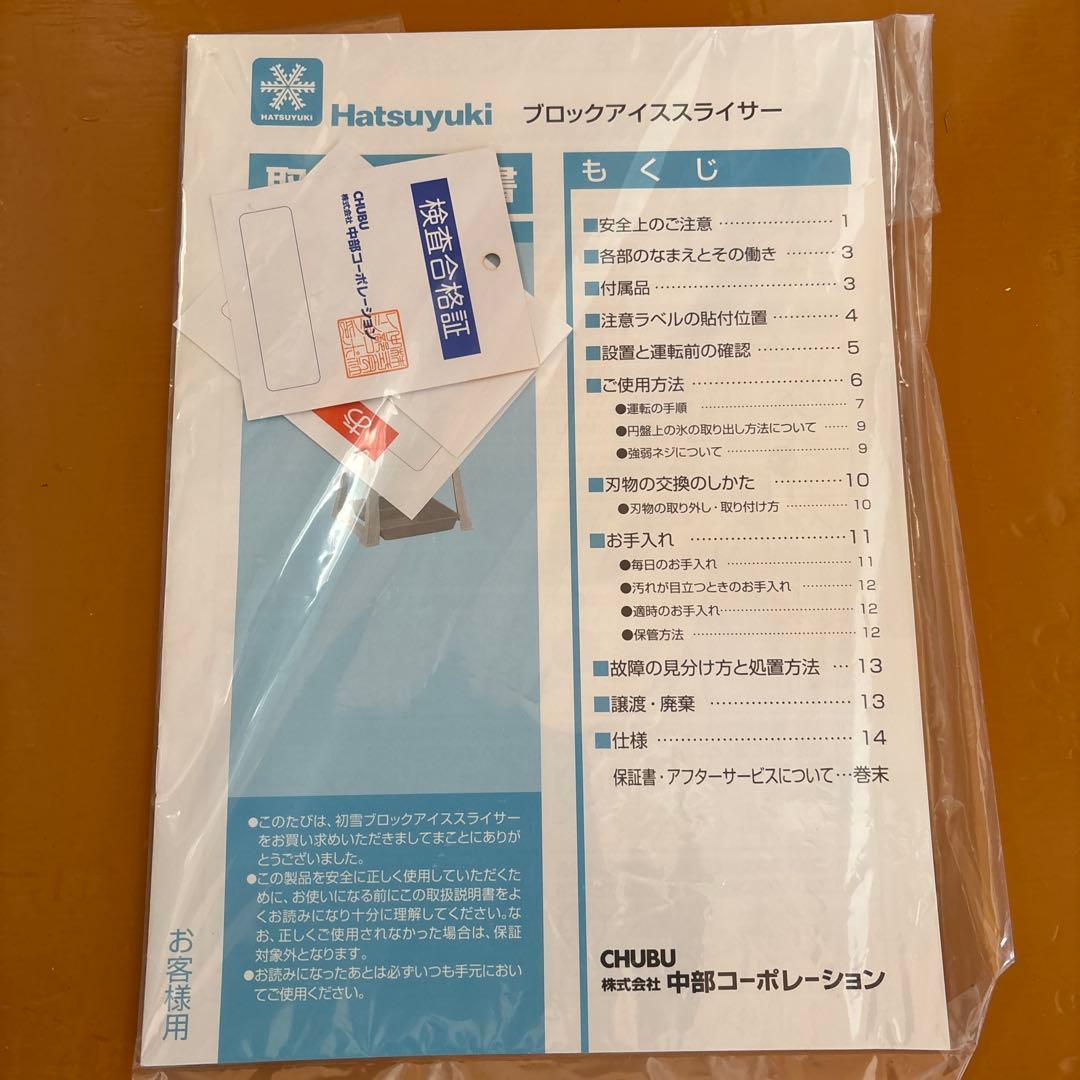 HATSUYUKI
Hatsuyuki ブロックアイススライサー
取 書
検査合格証
CHUBU
株式会社 中部コーポレーション
め
もくじ
■安全上のご注意 ………………… 1
■各部のなまえとその働き ……… 3
■付属品 …………………………… 3
■注意ラベルの貼付位置 ………… 4
■設置と運転前の確認 …………… 5
■ご使用方法 ……………………… 6
●運転の手順 ……………………… 7
●円盤上の氷の取り出し方法について …… 9
●強弱ネジについて ……………… 9
■刃物の交換のしかた ………… 10
●刃物の取り外し・取り付け方 ………… 10
■お手入れ ……………………… 11
●毎日のお手入れ ……………… 11
●汚れが目立つときのお手入れ ……… 12
●適時のお手入れ ……………… 12
●保管方法 ……………………… 12
■故障の見分け方と処置方法 … 13
■譲渡・廃棄 …………………… 13
■仕様 …………………………… 14
保証書・アフターサービスについて…巻末
●このたびは、初雪ブロックアイススライサー
をお買い求めいただきましてまことにありが
とうございました。
●この製品を安全に正しく使用していただくた
めに、お使いになる前にこの取扱説明書をよ
くお読みになり十分に理解してください。な
お、正しくご使用されなかった場合は、保証
対象外となります。
●お読みになったあとは必ずいつも手元におい
てご使用ください。
お客様用
CHUBU
株式会社 中部コーポレーション